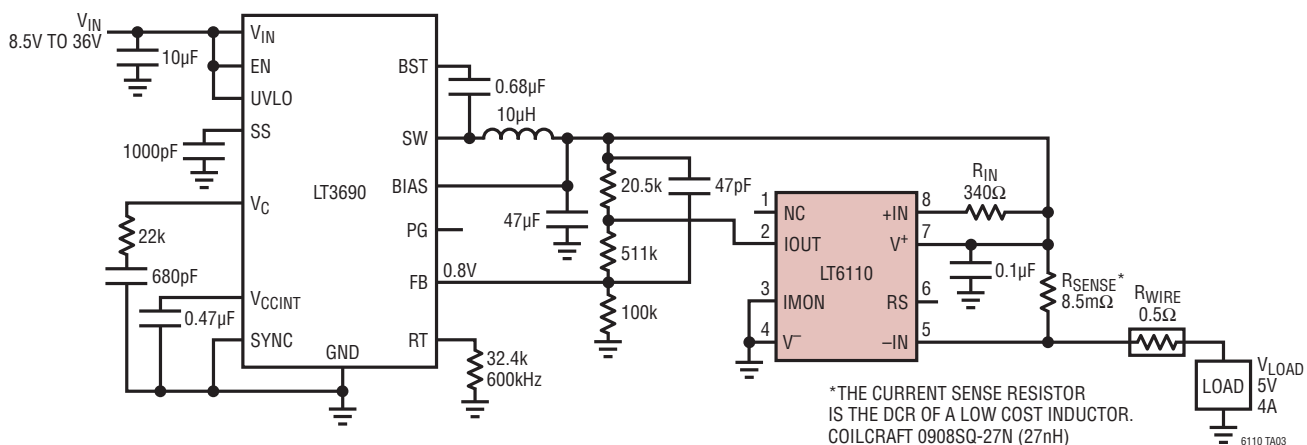 VIN
8.5V TO 36V
10µF
VIN
EN
UVLO
SS
1000pF
VC
22k
680pF
0.47µF
VCCINT
SYNC
GND
LT3690
BST
0.68µF
SW
10µH
BIAS
PG
FB
0.8V
RT
32.4k
600kHz
47µF
20.5k
47pF
511k
100k
1
NC
2
IOUT
3
IMON
4
V–
LT6110
8
+IN
7
V+
6
RS
5
–IN
RIN
340Ω
0.1µF
RSENSE*
8.5mΩ
RWIRE
0.5Ω
LOAD
VLOAD
5V
4A
*THE CURRENT SENSE RESISTOR
IS THE DCR OF A LOW COST INDUCTOR.
COILCRAFT 0908SQ-27N (27nH)
6110 TA03